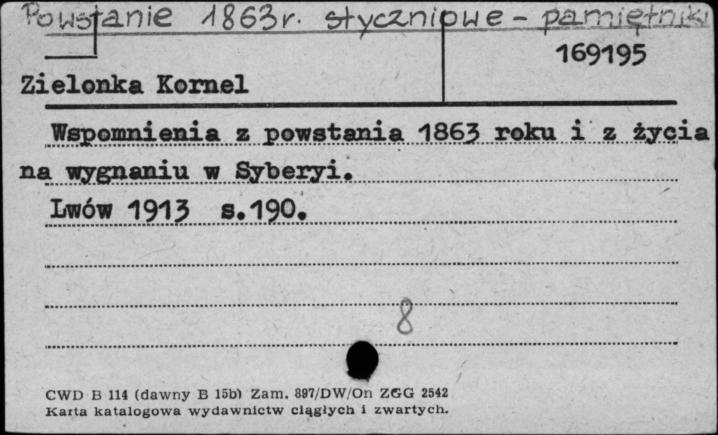 Powstanie 1863r. styczniowe - pamiętniki
169195
Zielonka Kornel
Wspomnienia z powstania 1863 roku i z życia
na wygnaniu w Syberyi.
Lwów 1913 s.190.
8
CWD B 114 (dawny B 15b) Zam. 897/DW/On ZGG 2542
Karta katalogowa wydawnictw ciągłych i zwartych.